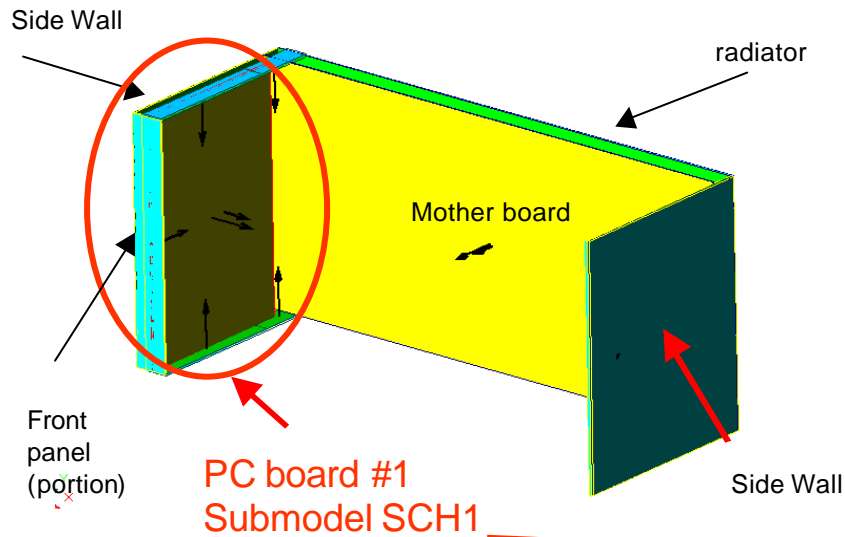 Side Wall
radiator
Mother board
Front
panel
(portion)
PC board #1
Submodel SCH1
Side Wall